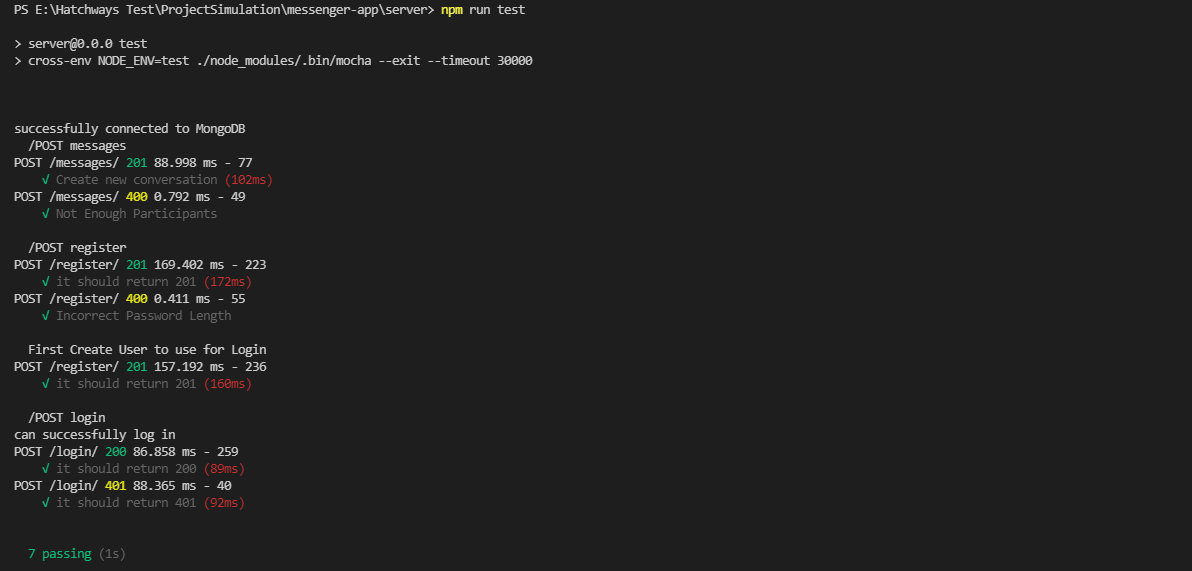 PS E:\Hatchways Test\ProjectSimulation\messenger-app\server> npm run test
> server@0.0.0 test
> cross-env NODE_ENV=test ./node_modules/.bin/mocha --exit --timeout 30000
successfully connected to MongoDB
/POST messages
POST /messages/ 201 88.998 ms - 77
√ Create new conversation (102ms)
POST /messages/ 400 0.792 ms - 49
√ Not Enough Participants
/POST register
POST /register/ 201 169.402 ms - 223
√ it should return 201 (172ms)
POST /register/ 400 0.411 ms - 55
√ Incorrect Password Length
First Create User to use for Login
POST /register/ 201 157.192 ms - 236
√ it should return 201 (160ms)
/POST login
can successfully log in
POST /login/ 200 86.858 ms - 259
√ it should return 200 (89ms)
POST /login/ 401 88.365 ms - 40
√ it should return 401 (92ms)
7 passing (1s)